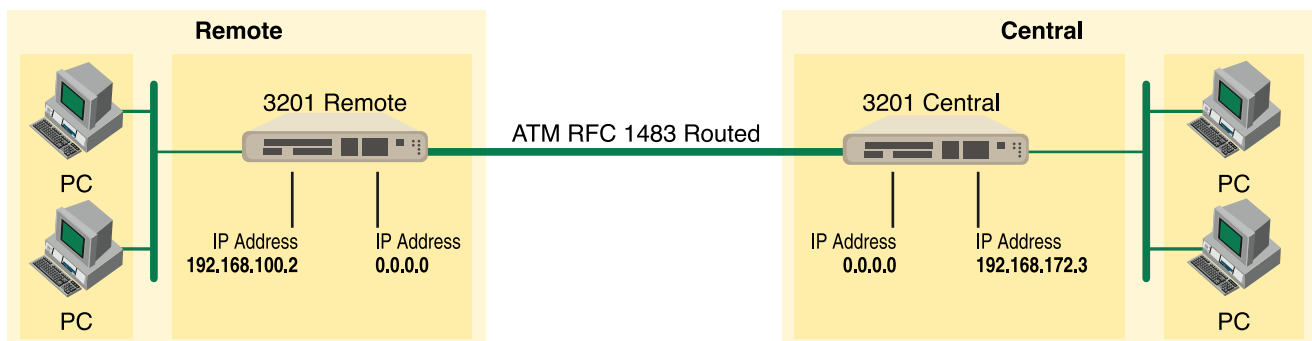 Remote
Central
3201 Remote
3201 Central
ATM RFC 1483 Routed
PC
PC
IP Address
192.168.100.2
IP Address
0.0.0.0
IP Address
0.0.0.0
IP Address
192.168.172.3
PC
PC